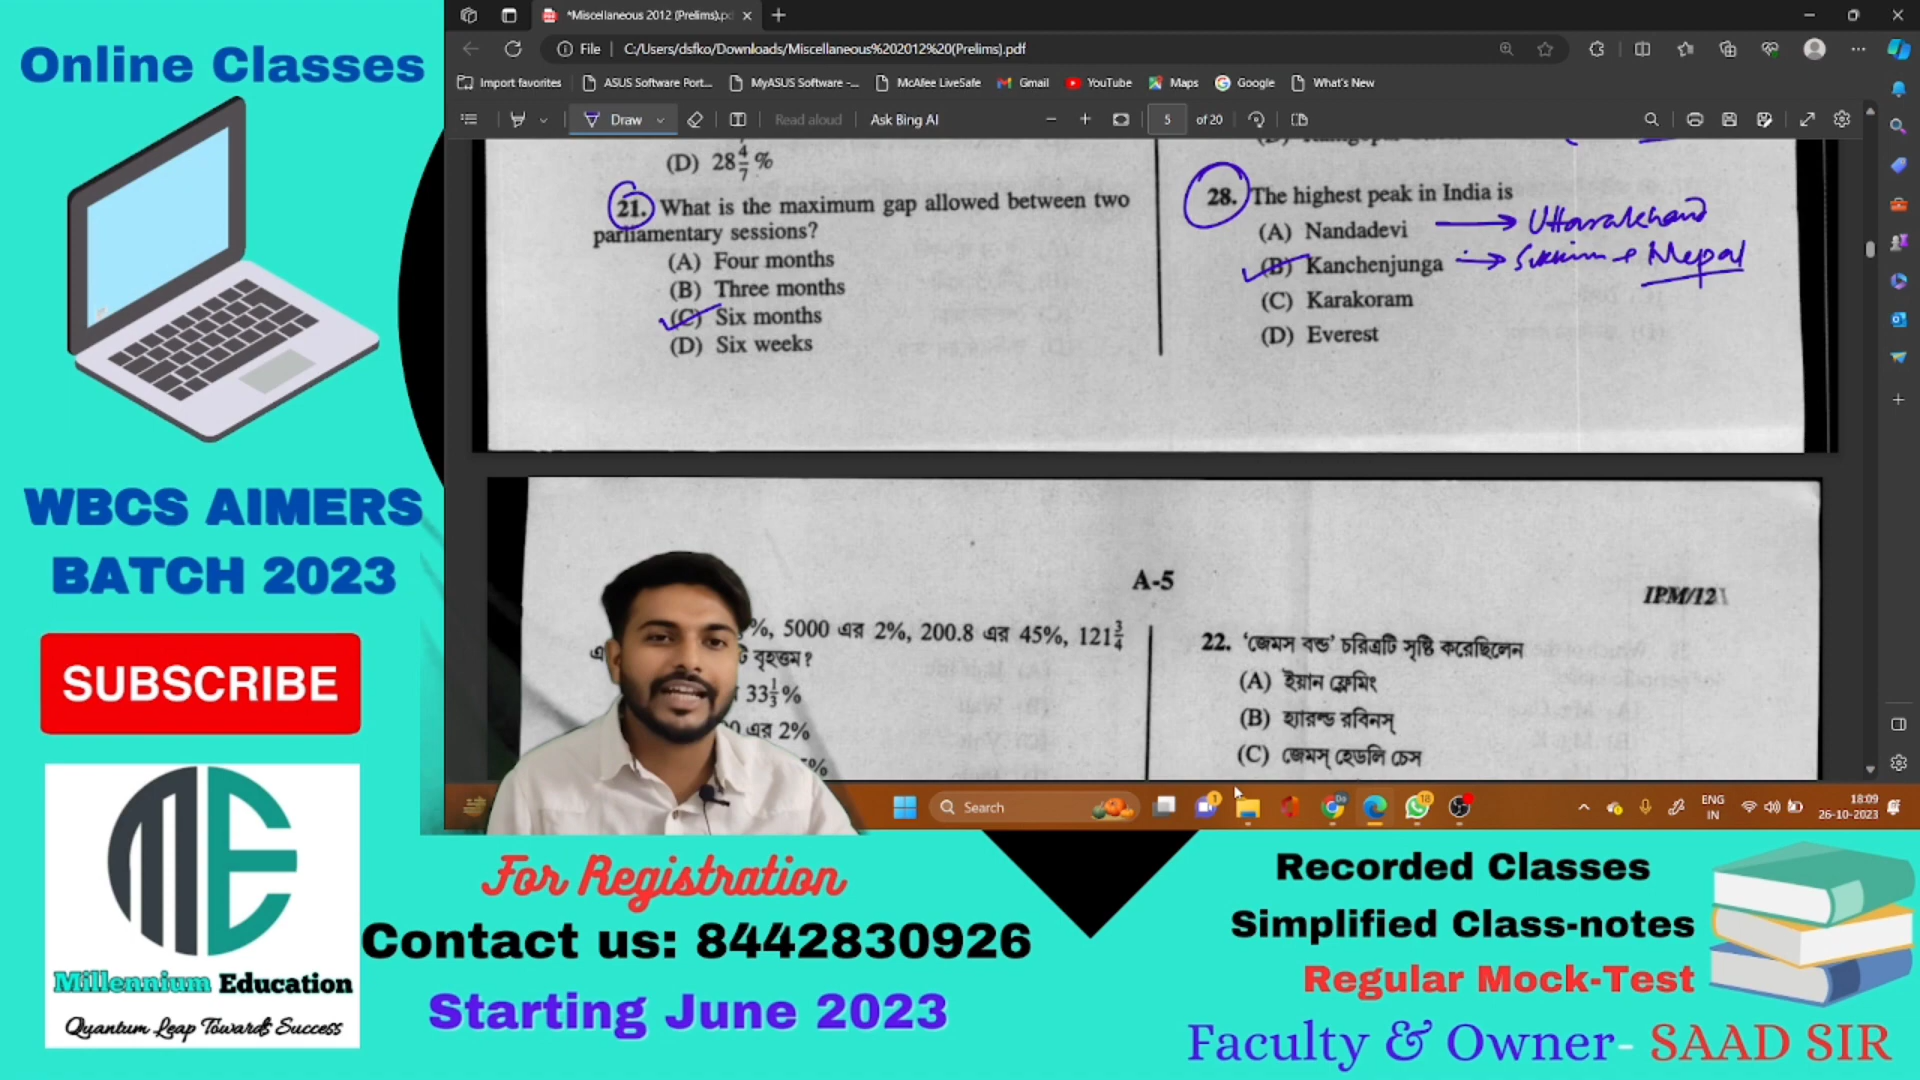 Online Classes
WBCS AIMERS
BATCH 2023
SUBSCRIBE
ME
Millennium Education
Quantum Leap Towards Success
*Miscellaneous 2012 (Prelims).pd
File
C:/Users/dsfko/Downloads/Miscellaneous%202012%20(Prelims).pdf
Import favorites
ASUS Software Port...
MyASUS Software -...
McAfee LiveSafe
Gmail
YouTube
Maps
Google
What's New
Draw
Read aloud
Ask Bing AI
5
of 20
(D) 28 4/7 %
21. What is the maximum gap allowed between two
parliamentary sessions?
(A) Four months
(B) Three months
(C) Six months
(D) Six weeks
28. The highest peak in India is
(A) Nandadevi → Uttarakhand
(B) Kanchenjunga → Sikkim + Nepal
(C) Karakoram
(D) Everest
A-5
IPM/12
%, 5000 এর 2%, 200.8 এর 45%, 121 3/4
বৃহত্তম?
33 1/3 %
এর 2%
22. ‘জেমস বন্ড’ চরিত্রটি সৃষ্টি করেছিলেন
(A) ইয়ান ফ্লেমিং
(B) হ্যারল্ড রবিনস্
(C) জেমস্ হেডলি চেস
Search
ENG
IN
18:09
26-10-2023
For Registration
Contact us: 8442830926
Starting June 2023
Recorded Classes
Simplified Class-notes
Regular Mock-Test
Faculty & Owner- SAAD SIR